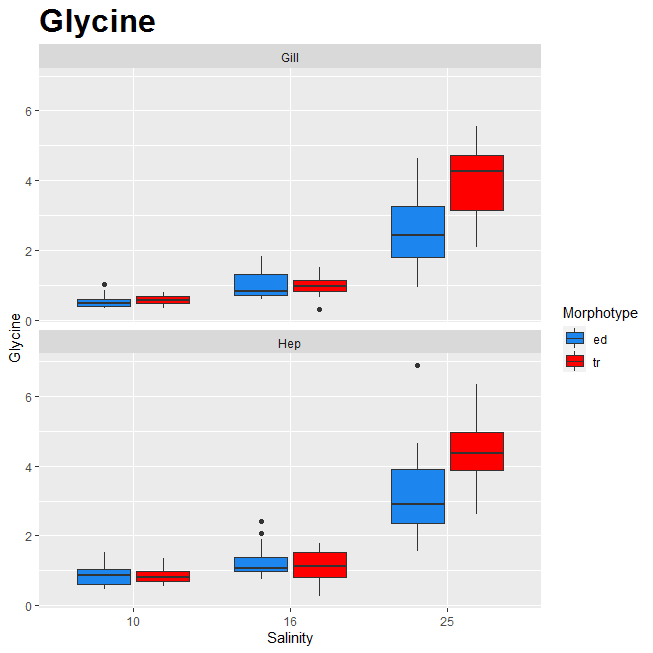 Glycine
Gill
6
4
2
0
Hep
6
4
2
0
Glycine
10 16 25
Salinity
Morphotype
ed
tr